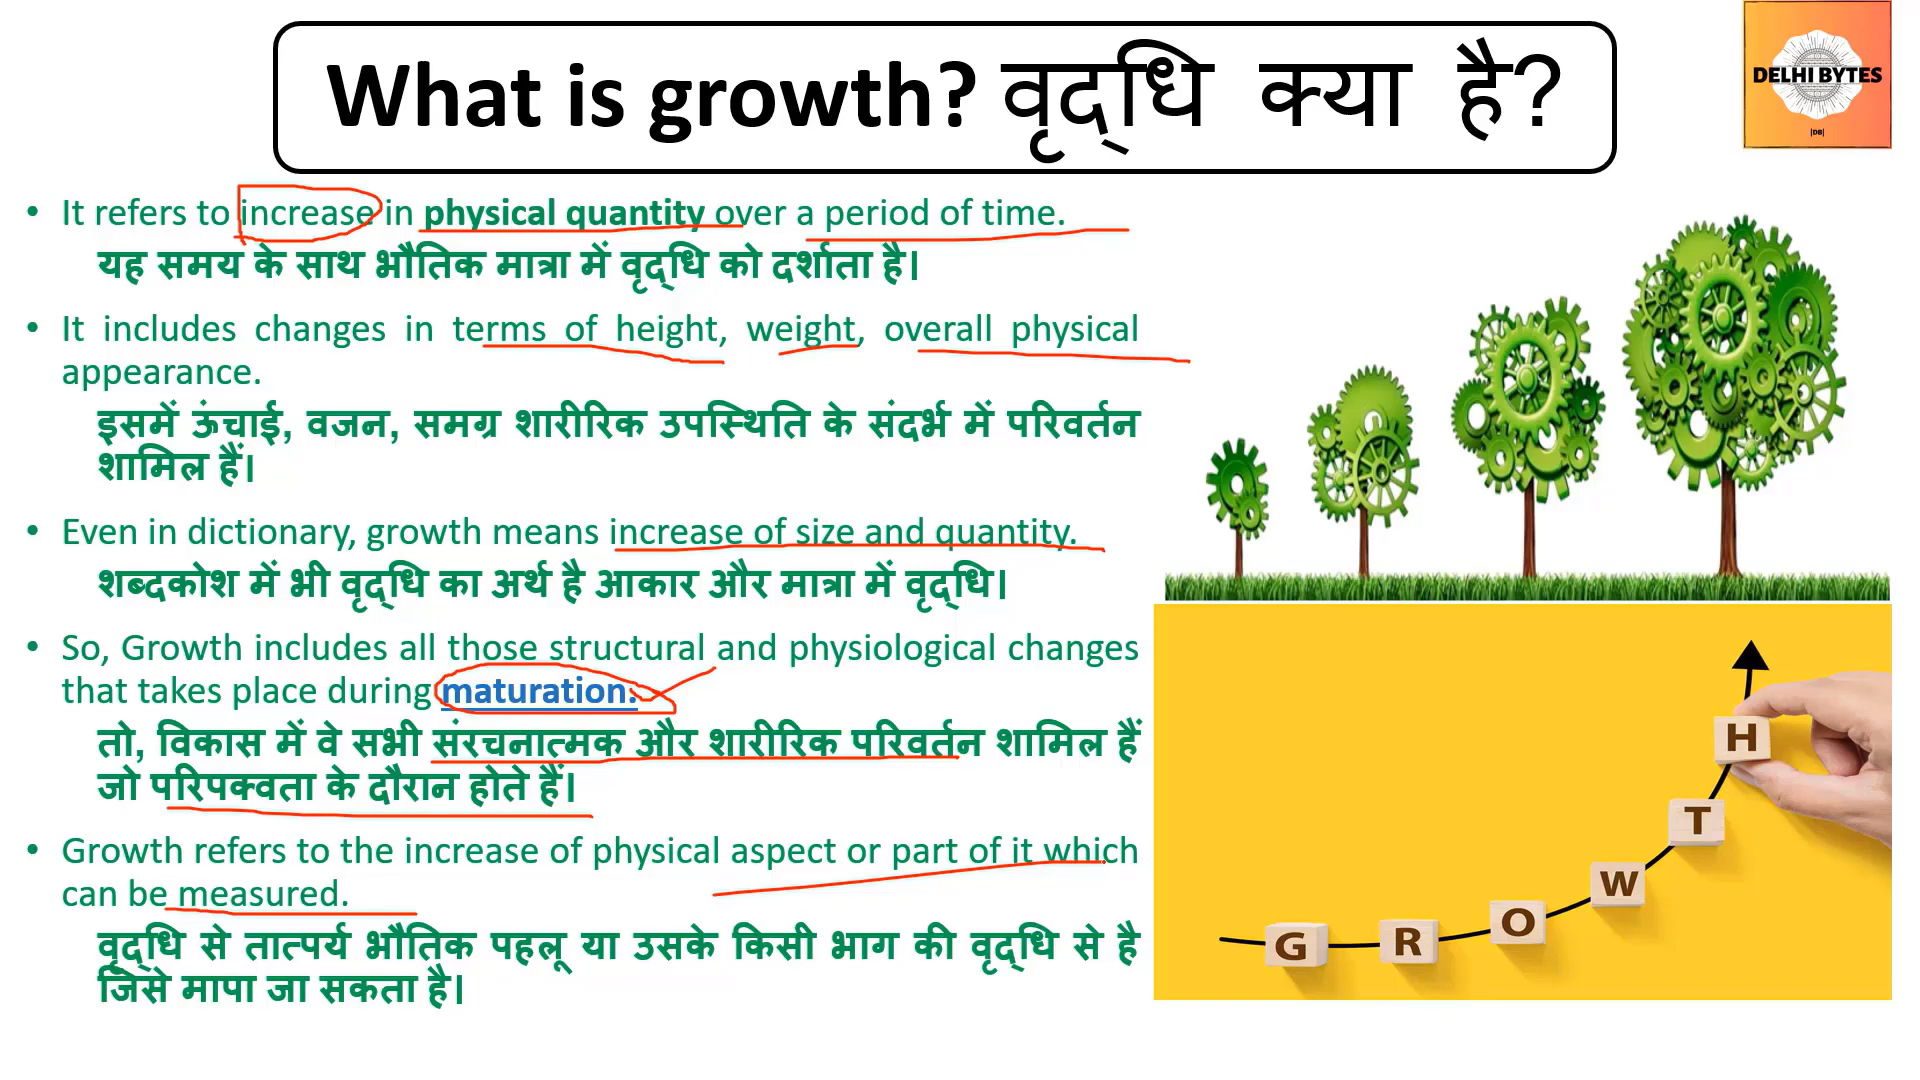 What is growth? वृद्धि क्या है?
DELHI BYTES
|DB|
• It refers to increase in physical quantity over a period of time.
यह समय के साथ भौतिक मात्रा में वृद्धि को दर्शाता है।
• It includes changes in terms of height, weight, overall physical
appearance.
इसमें ऊंचाई, वजन, समग्र शारीरिक उपस्थिति के संदर्भ में परिवर्तन
शामिल हैं।
• Even in dictionary, growth means increase of size and quantity.
शब्दकोश में भी वृद्धि का अर्थ है आकार और मात्रा में वृद्धि।
• So, Growth includes all those structural and physiological changes
that takes place during maturation.
तो, विकास में वे सभी संरचनात्मक और शारीरिक परिवर्तन शामिल हैं
जो परिपक्वता के दौरान होते हैं।
• Growth refers to the increase of physical aspect or part of it which
can be measured.
वृद्धि से तात्पर्य भौतिक पहलू या उसके किसी भाग की वृद्धि से है
जिसे मापा जा सकता है।
G R O W T H